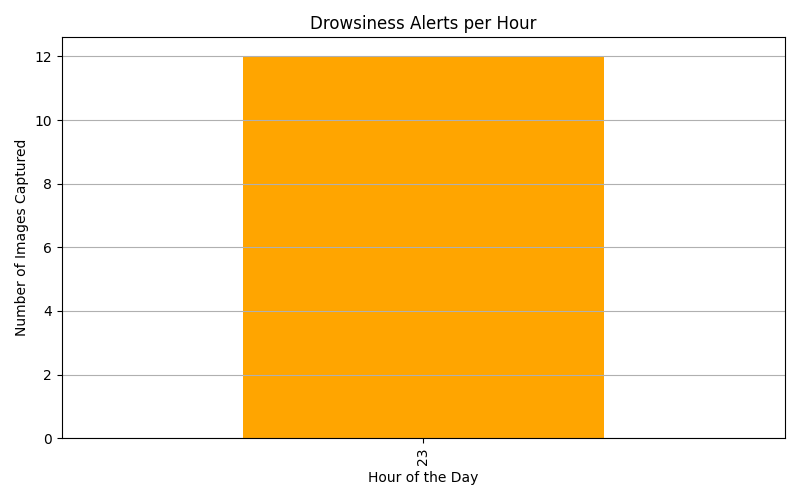 Drowsiness Alerts per Hour
Number of Images Captured
12
10
8
6
4
2
0
23
Hour of the Day